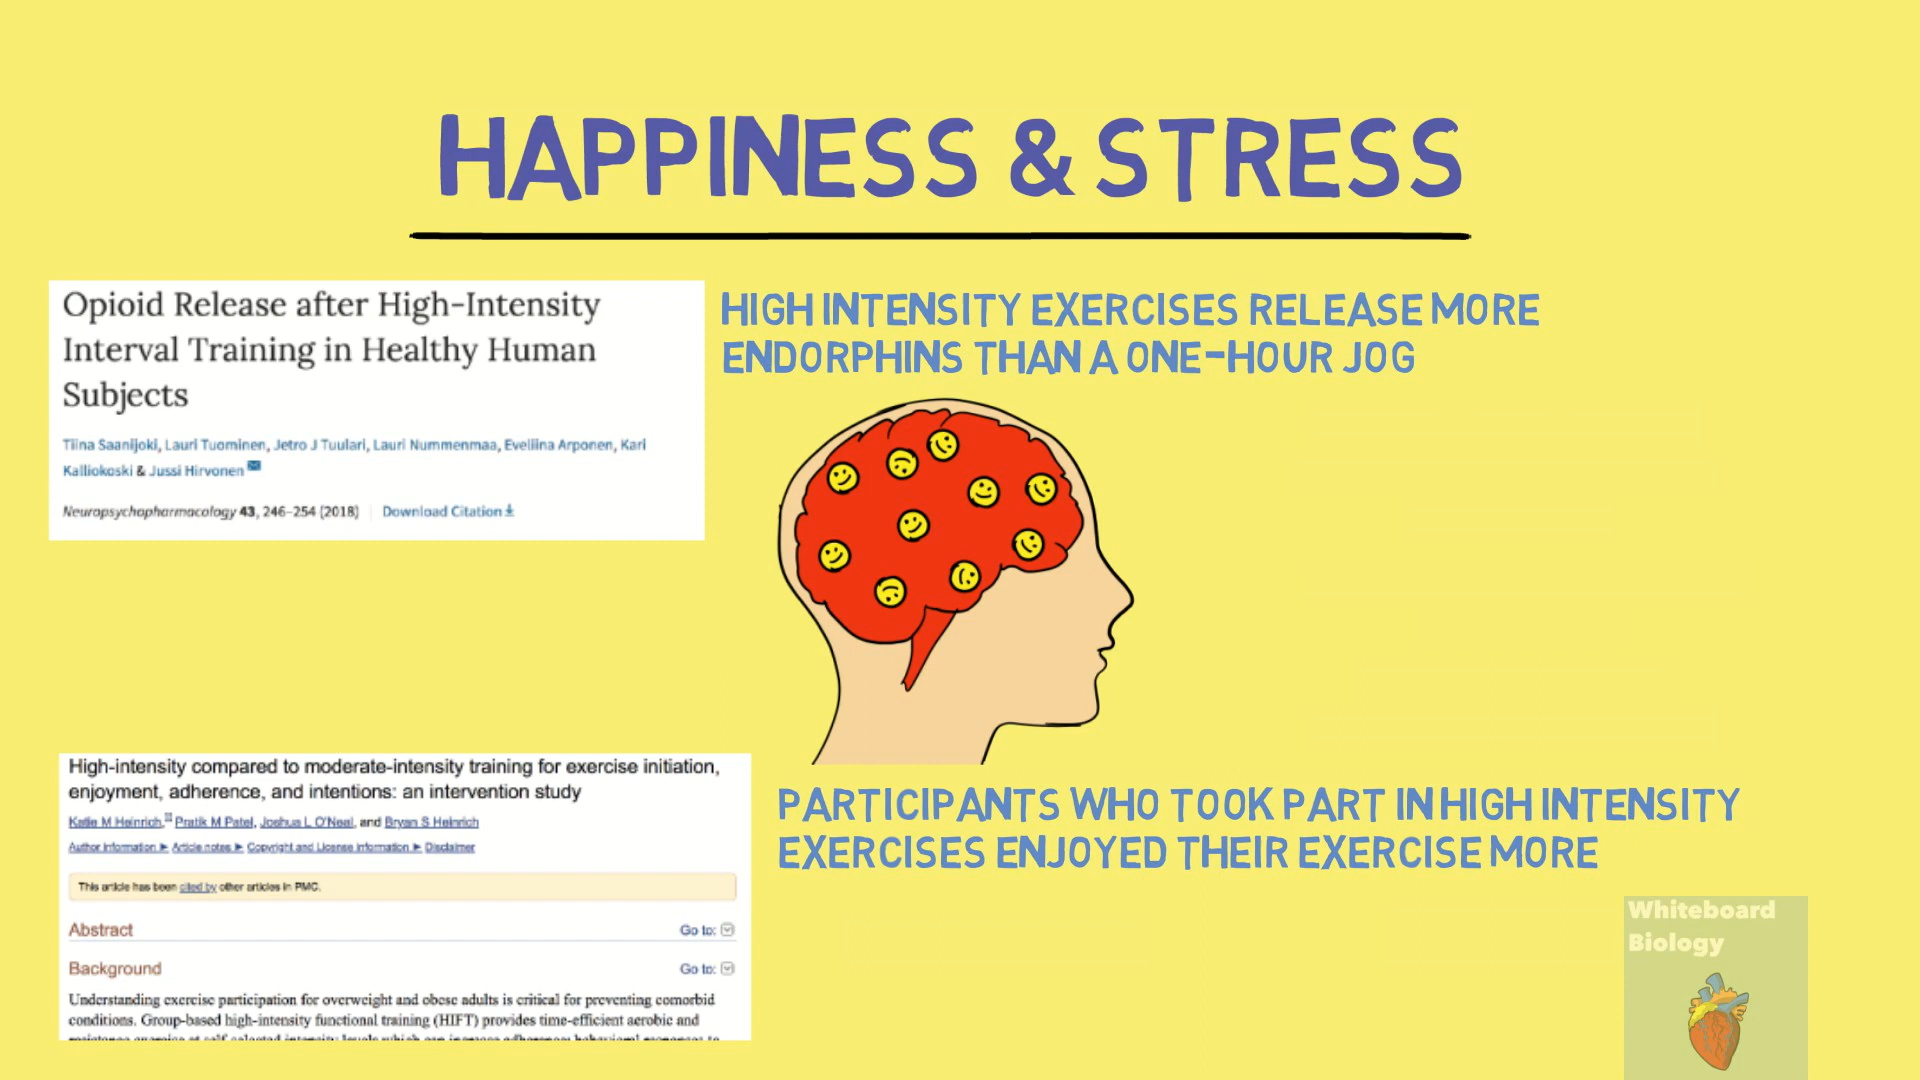 HAPPINESS & STRESS
Opioid Release after High-Intensity
Interval Training in Healthy Human
Subjects
Tiina Saanijoki, Lauri Tuominen, Jetro J Tuulari, Lauri Nummenmaa, Eveliina Arponen, Kari
Kalliokoski & Jussi Hirvonen
Neuropsychopharmacology 43, 246–254 (2018) Download Citation
HIGH INTENSITY EXERCISES RELEASE MORE
ENDORPHINS THAN A ONE-HOUR JOG
High-intensity compared to moderate-intensity training for exercise initiation,
enjoyment, adherence, and intentions: an intervention study
Katie M Heinrich, Pratik M Patel, Joshua L O'Neal, and Bryan S Heinrich
Author information ► Article notes ► Copyright and License information ► Disclaimer
This article has been cited by other articles in PMC.
Abstract Go to:
Background Go to:
Understanding exercise participation for overweight and obese adults is critical for preventing comorbid
conditions. Group-based high-intensity functional training (HIFT) provides time-efficient aerobic and
PARTICIPANTS WHO TOOK PART IN HIGH INTENSITY
EXERCISES ENJOYED THEIR EXERCISE MORE
Whiteboard
Biology